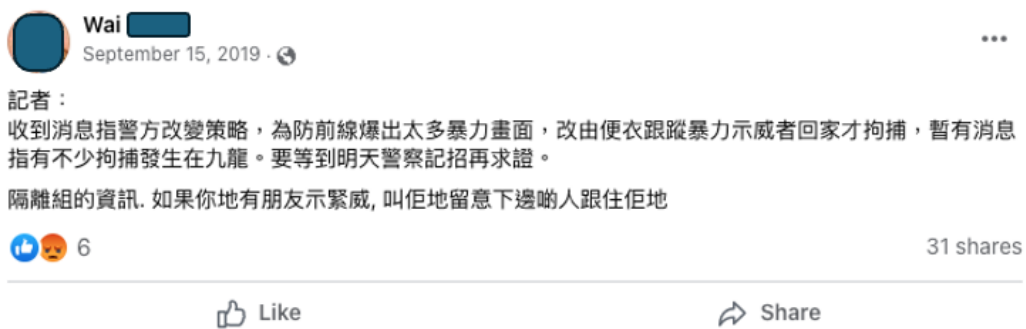 Wai
September 15, 2019 ·
記者：
收到消息指警方改變策略，為防前線爆出太多暴力畫面，改由便衣跟蹤暴力示威者回家才拘捕，暫有消息
指有不少拘捕發生在九龍。要等到明天警察記招再求證。
隔離組的資訊. 如果你地有朋友示緊威, 叫佢地留意下邊啲人跟住佢地
6
31 shares
Like
Share